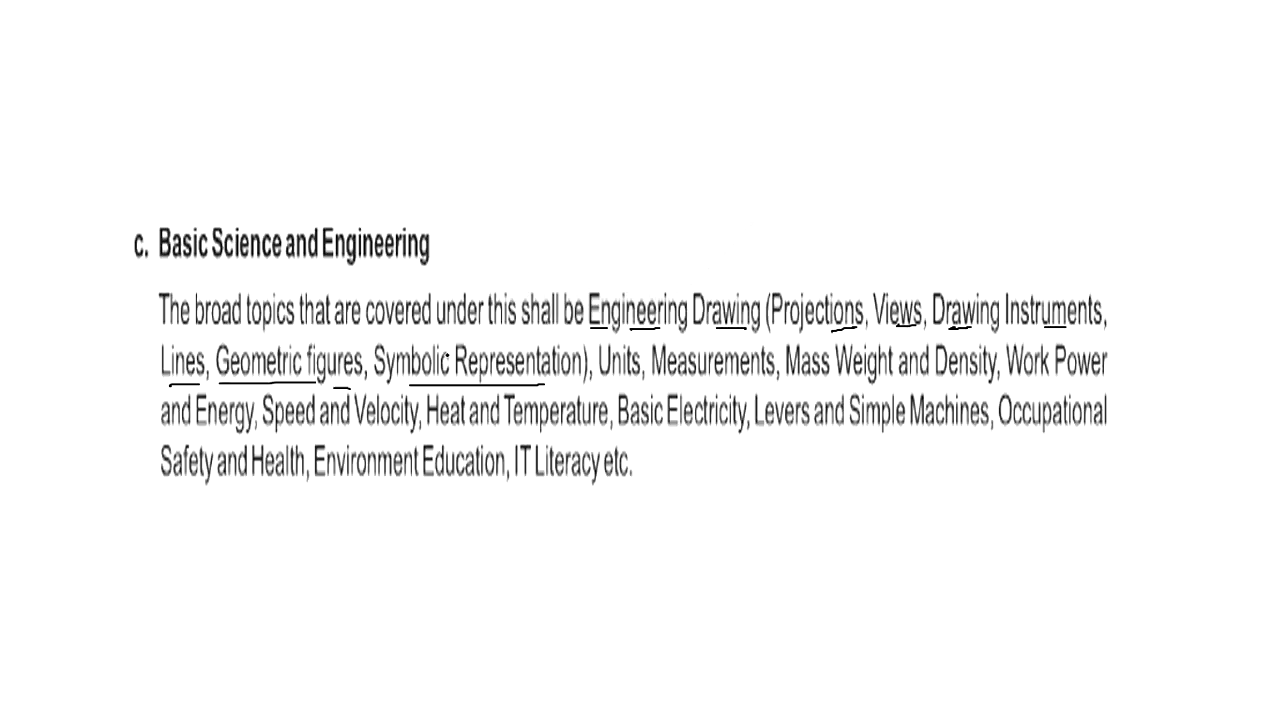 c. Basic Science and Engineering
The broad topics that are covered under this shall be Engineering Drawing (Projections, Views, Drawing Instruments,
Lines, Geometric figures, Symbolic Representation), Units, Measurements, Mass Weight and Density, Work Power
and Energy, Speed and Velocity, Heat and Temperature, Basic Electricity, Levers and Simple Machines, Occupational
Safety and Health, Environment Education, IT Literacy etc.